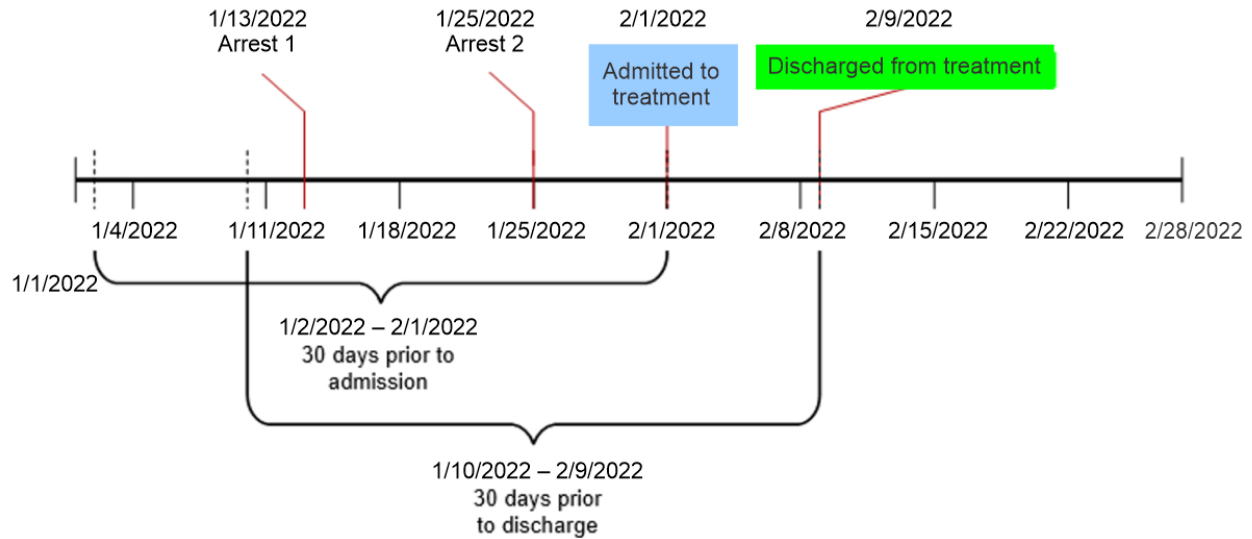 1/13/2022
Arrest 1
1/25/2022
Arrest 2
2/1/2022
Admitted to
treatment
2/9/2022
Discharged from treatment
1/4/2022
1/11/2022
1/18/2022
1/25/2022
2/1/2022
2/8/2022
2/15/2022
2/22/2022
2/28/2022
1/1/2022
1/2/2022 – 2/1/2022
30 days prior to
admission
1/10/2022 – 2/9/2022
30 days prior
to discharge